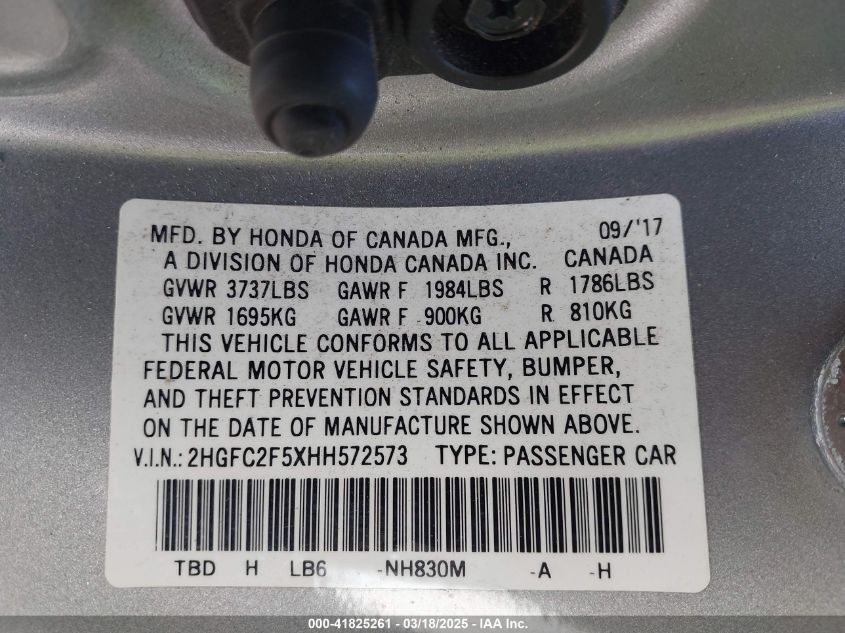 MFD. BY HONDA OF CANADA MFG., 09/'17
A DIVISION OF HONDA CANADA INC. CANADA
GVWR 3737LBS GAWR F 1984LBS R 1786LBS
GVWR 1695KG GAWR F 900KG R 810KG
THIS VEHICLE CONFORMS TO ALL APPLICABLE
FEDERAL MOTOR VEHICLE SAFETY, BUMPER,
AND THEFT PREVENTION STANDARDS IN EFFECT
ON THE DATE OF MANUFACTURE SHOWN ABOVE.
V.I.N.: 2HGFC2F5XHH572573 TYPE: PASSENGER CAR
TBD H LB6 -NH830M -A -H
000-41825261 - 03/18/2025 - IAA Inc.